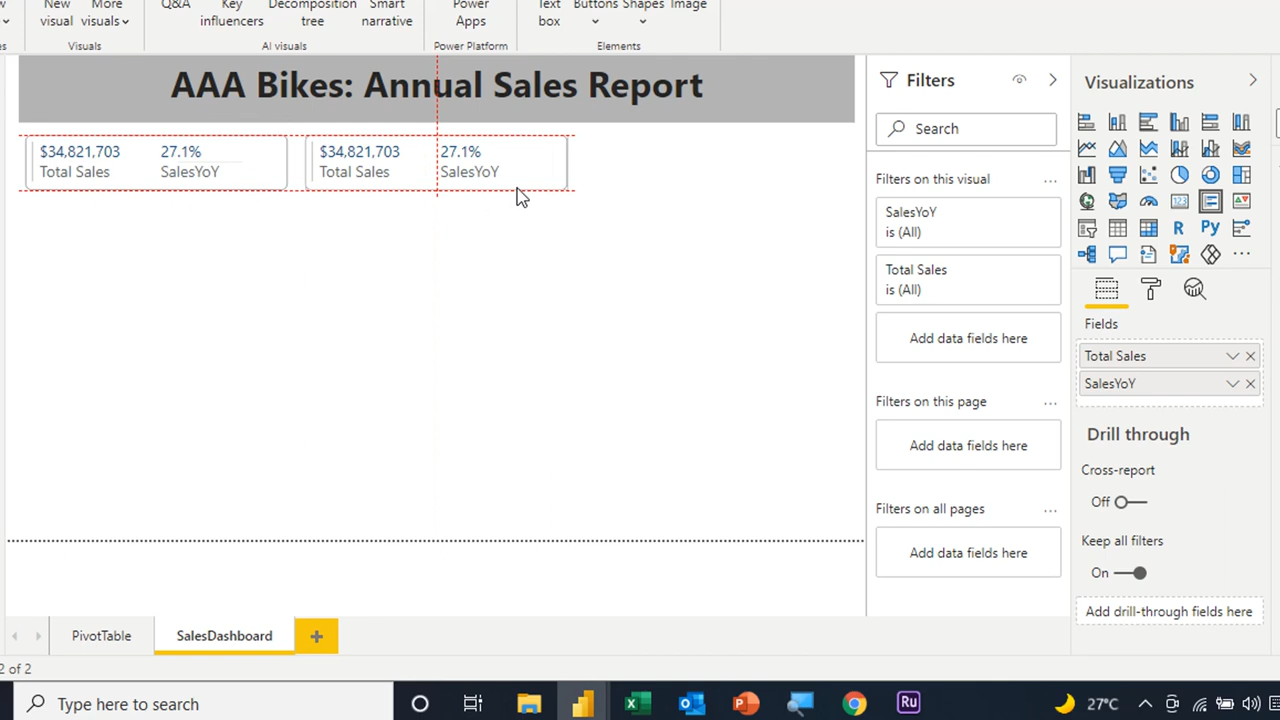 New visual
More visuals
Visuals
Q&A
Key influencers
Decomposition tree
Smart narrative
AI visuals
Power Apps
Power Platform
Text box
Buttons
Shapes
Image
Elements
AAA Bikes: Annual Sales Report
$34,821,703 27.1%
Total Sales SalesYoY
$34,821,703 27.1%
Total Sales SalesYoY
Filters
Search
Filters on this visual ...
SalesYoY
is (All)
Total Sales
is (All)
Add data fields here
Filters on this page ...
Add data fields here
Filters on all pages ...
Add data fields here
Visualizations
123
R
Py
...
Fields
Total Sales
SalesYoY
Drill through
Cross-report
Off
Keep all filters
On
Add drill-through fields here
PivotTable
SalesDashboard
+
2 of 2
Type here to search
Ru
27°C